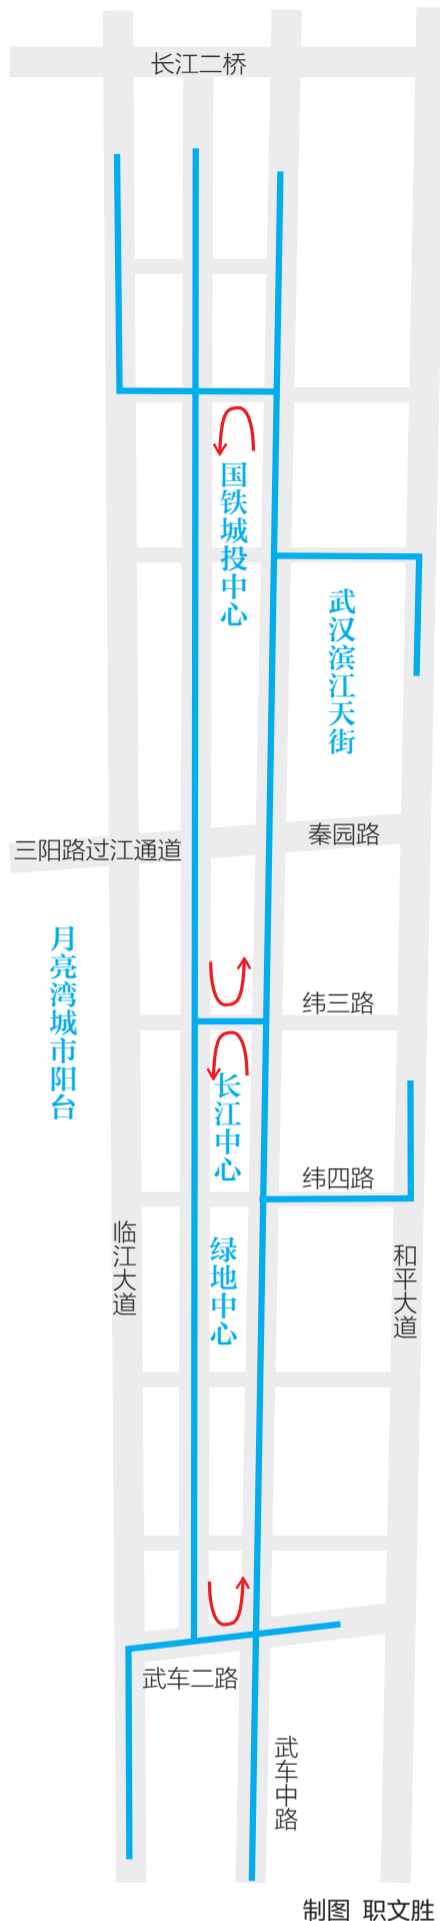 长江二桥
国铁城投中心
武汉滨江天街
秦园路
三阳路过江通道
月亮湾城市阳台
纬三路
长江中心
纬四路
临江大道
绿地中心
和平大道
武车二路
武车中路
制图 职文胜